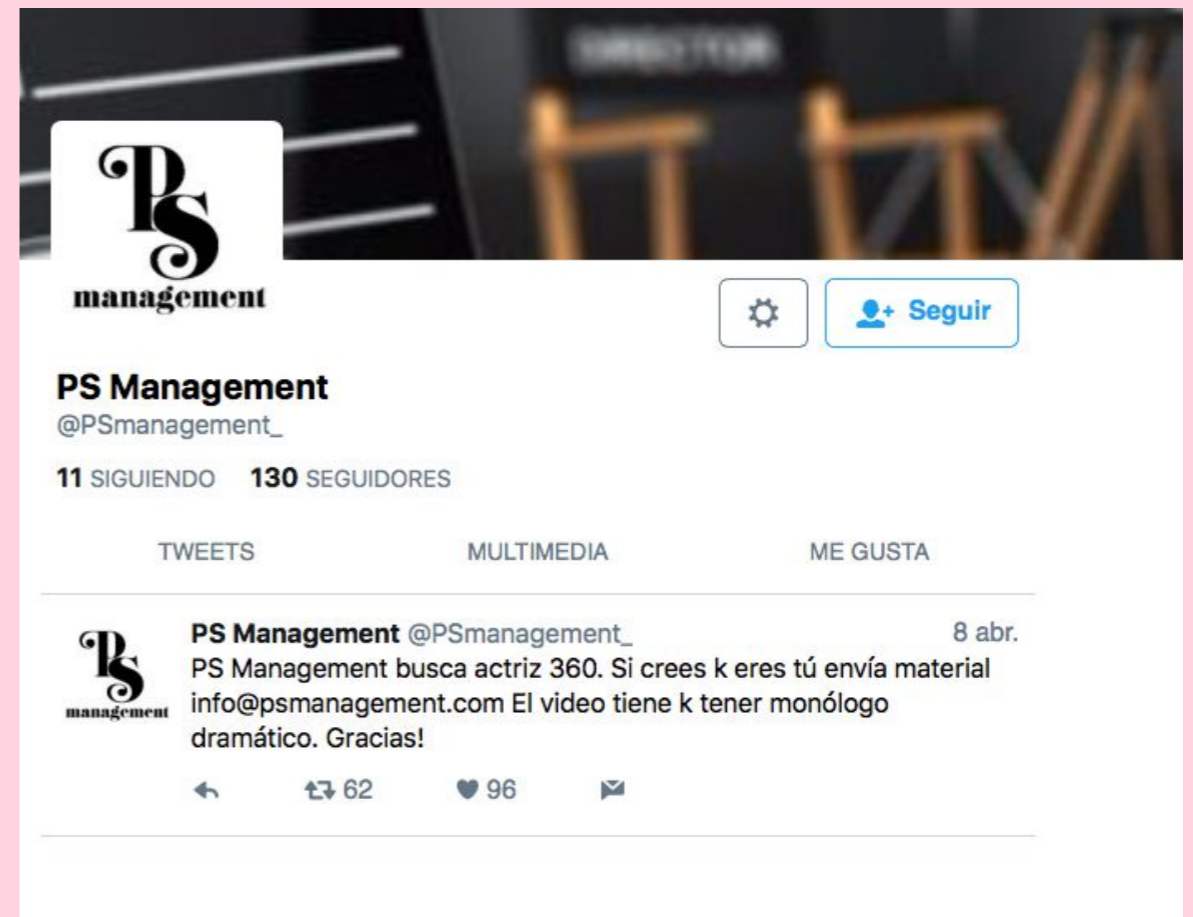 DIRECTOR
PS
management
Seguir
PS Management
@PSmanagement_
11 SIGUIENDO 130 SEGUIDORES
TWEETS MULTIMEDIA ME GUSTA
PS
management
PS Management @PSmanagement_ 8 abr.
PS Management busca actriz 360. Si crees k eres tú envía material
info@psmanagement.com El video tiene k tener monólogo
dramático. Gracias!
62 96